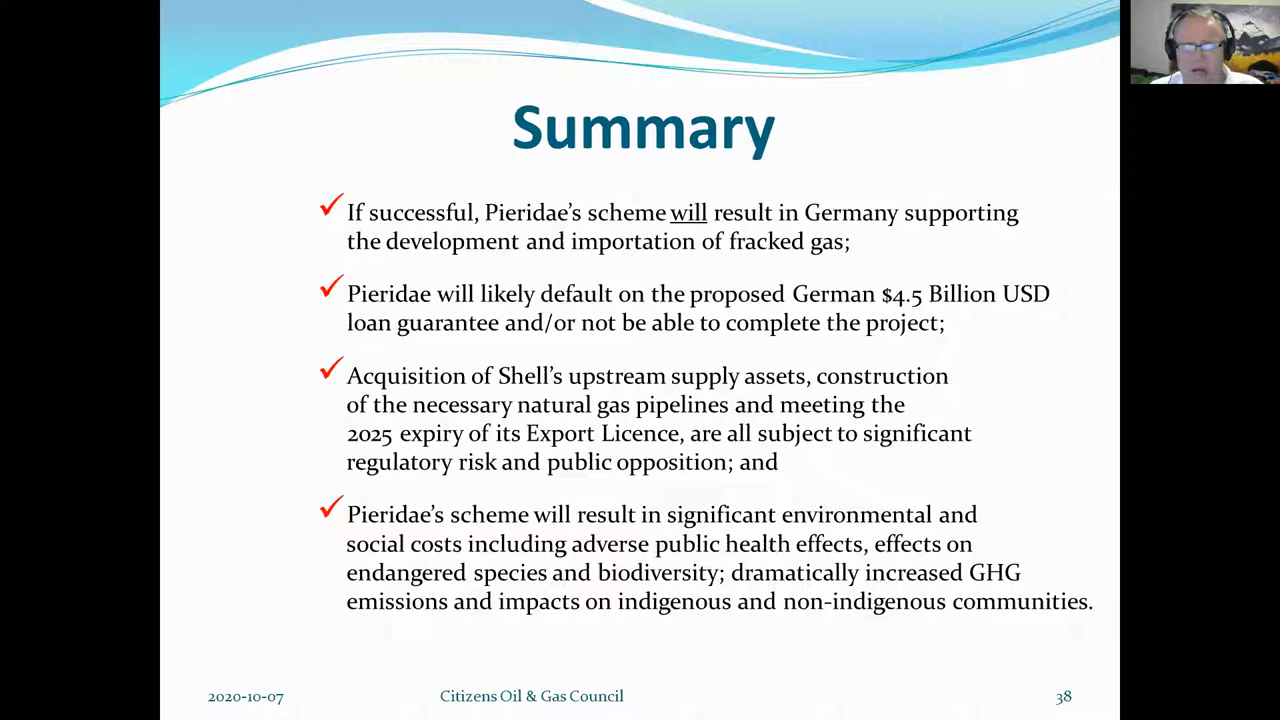 Summary
If successful, Pieridae's scheme will result in Germany supporting
the development and importation of fracked gas;
Pieridae will likely default on the proposed German $4.5 Billion USD
loan guarantee and/or not be able to complete the project;
Acquisition of Shell's upstream supply assets, construction
of the necessary natural gas pipelines and meeting the
2025 expiry of its Export Licence, are all subject to significant
regulatory risk and public opposition; and
Pieridae's scheme will result in significant environmental and
social costs including adverse public health effects, effects on
endangered species and biodiversity; dramatically increased GHG
emissions and impacts on indigenous and non-indigenous communities.
2020-10-07 Citizens Oil & Gas Council 38